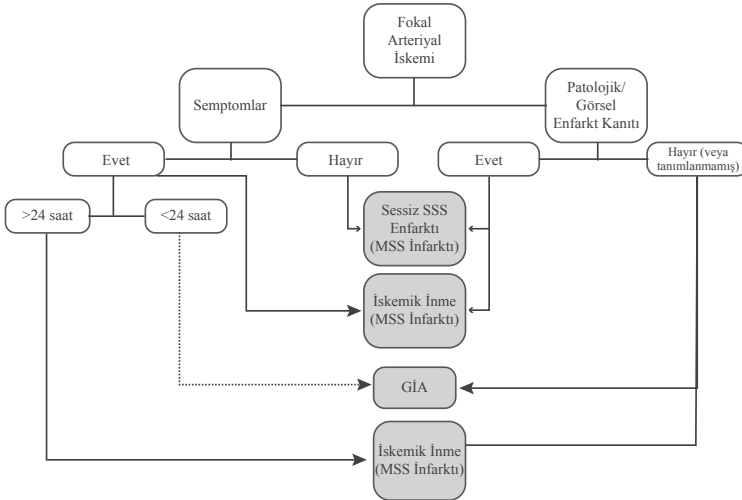 Fokal
Arteriyal
İskemi
Semptomlar
Patolojik/
Görsel
Enfarkt Kanıtı
Evet
Hayır
Evet
Hayır (veya
tanımlanmamış)
>24 saat
<24 saat
Sessiz SSS
Enfarktı
(MSS İnfarktı)
İskemik İnme
(MSS İnfarktı)
GİA
İskemik İnme
(MSS İnfarktı)